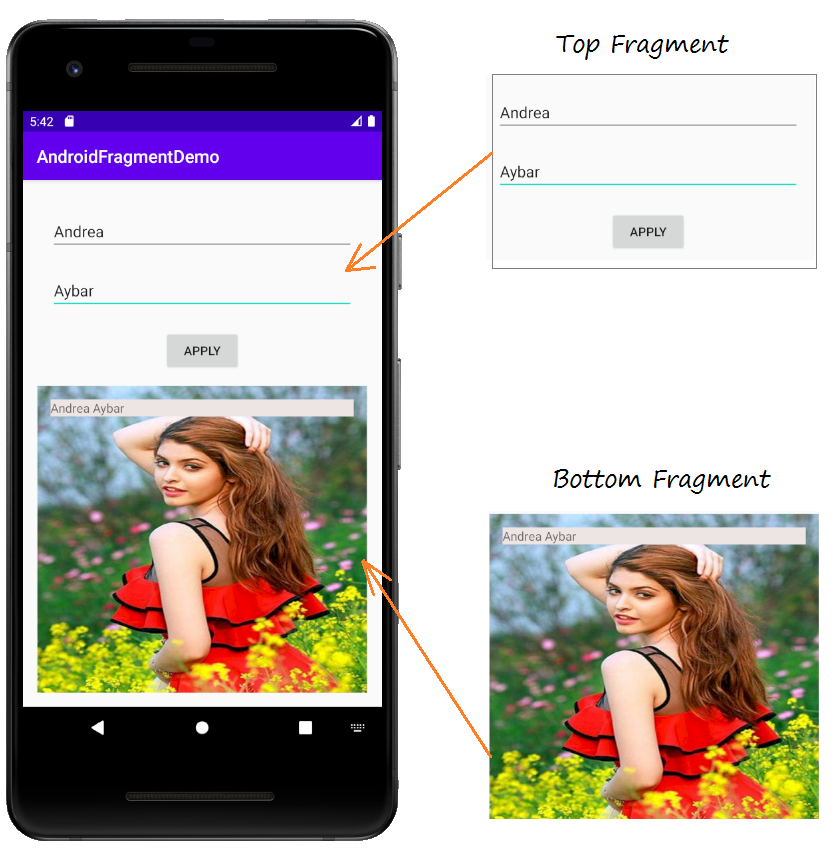 Top Fragment
5:42
AndroidFragmentDemo
Andrea
Aybar
APPLY
Andrea Aybar
Andrea
Aybar
APPLY
Bottom Fragment
Andrea Aybar